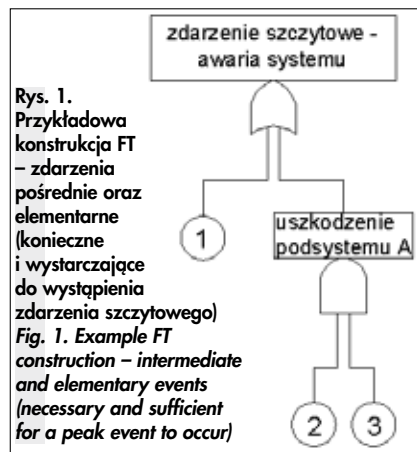 zdarzenie szczytowe -
awaria systemu
Rys. 1.
Przykładowa
konstrukcja FT
– zdarzenia
pośrednie oraz
elementarne
(konieczne
i wystarczające
do wystąpienia
zdarzenia szczytowego)
Fig. 1. Example FT
construction – intermediate
and elementary events
(necessary and sufficient
for a peak event to occur)
1
uszkodzenie
podsystemu A
2
3